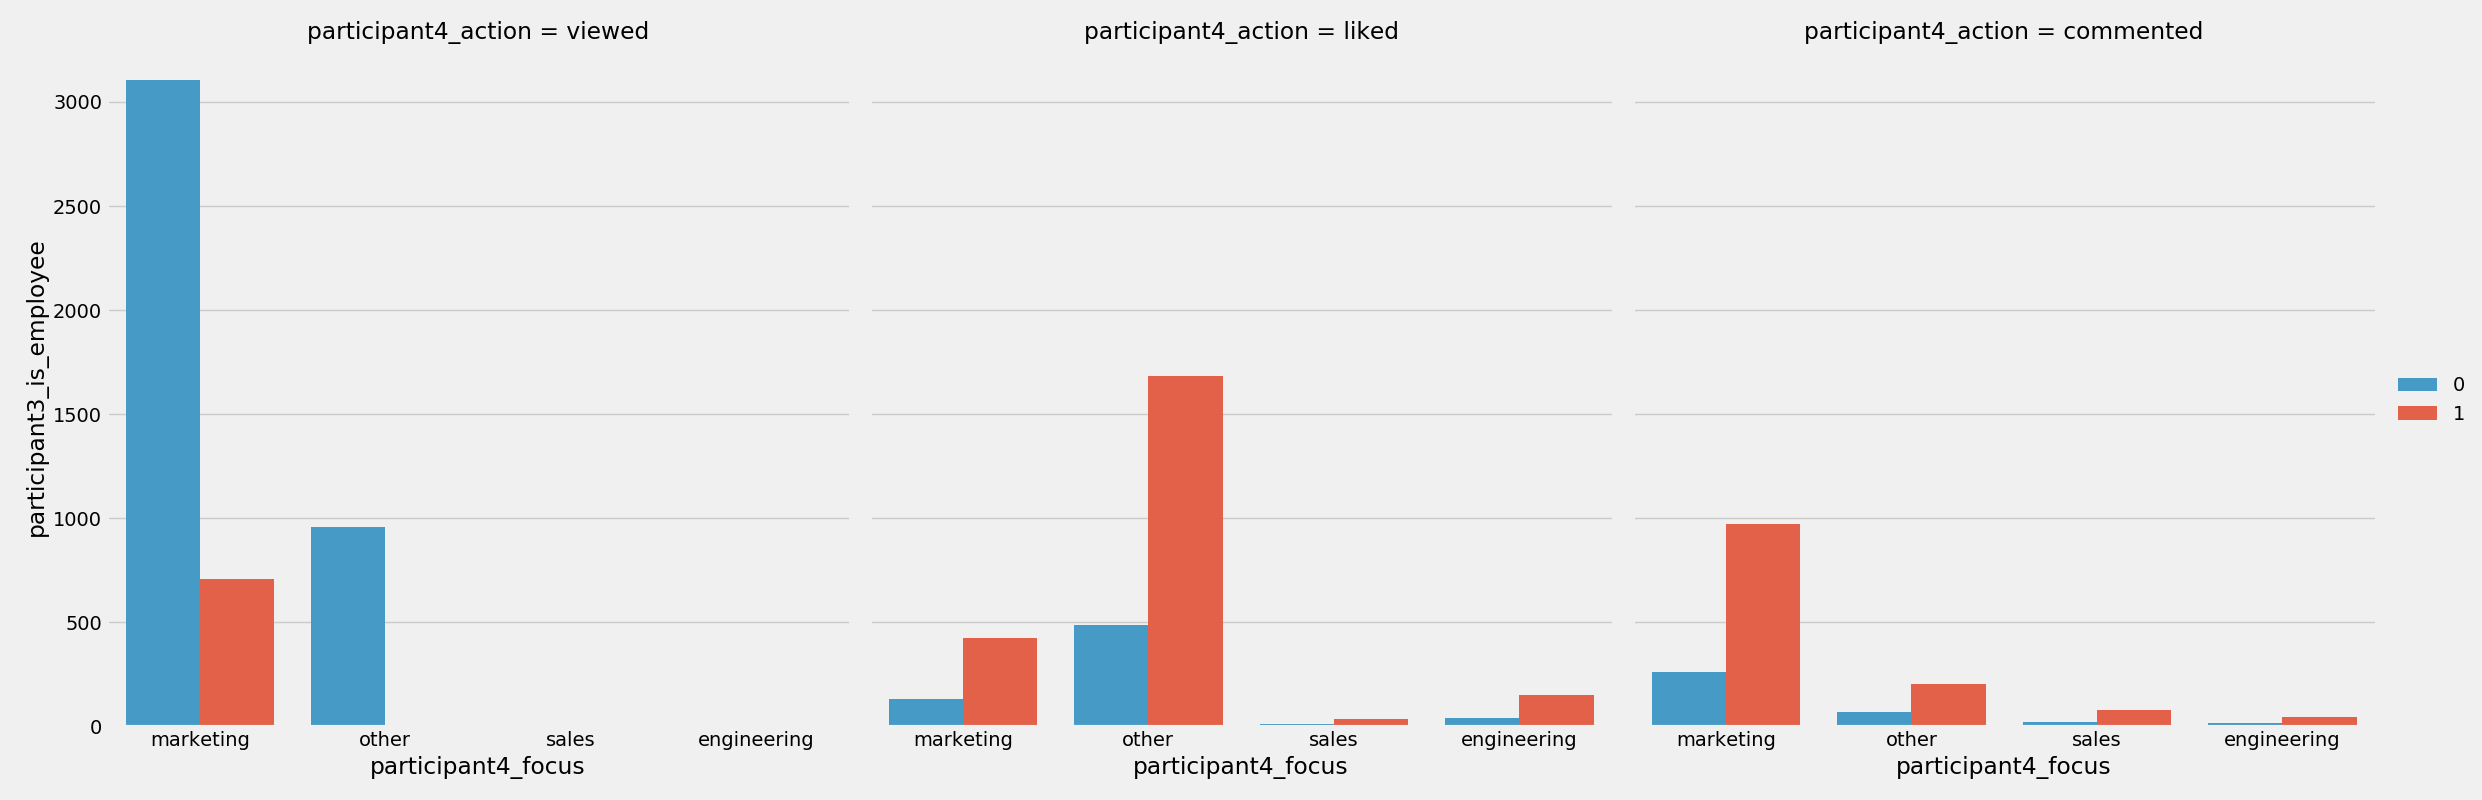 participant4_action = viewed
participant4_action = liked
participant4_action = commented
participant3_is_employee
3000
2500
2000
1500
1000
500
0
marketing other sales engineering
marketing other sales engineering
marketing other sales engineering
participant4_focus
participant4_focus
participant4_focus
0
1